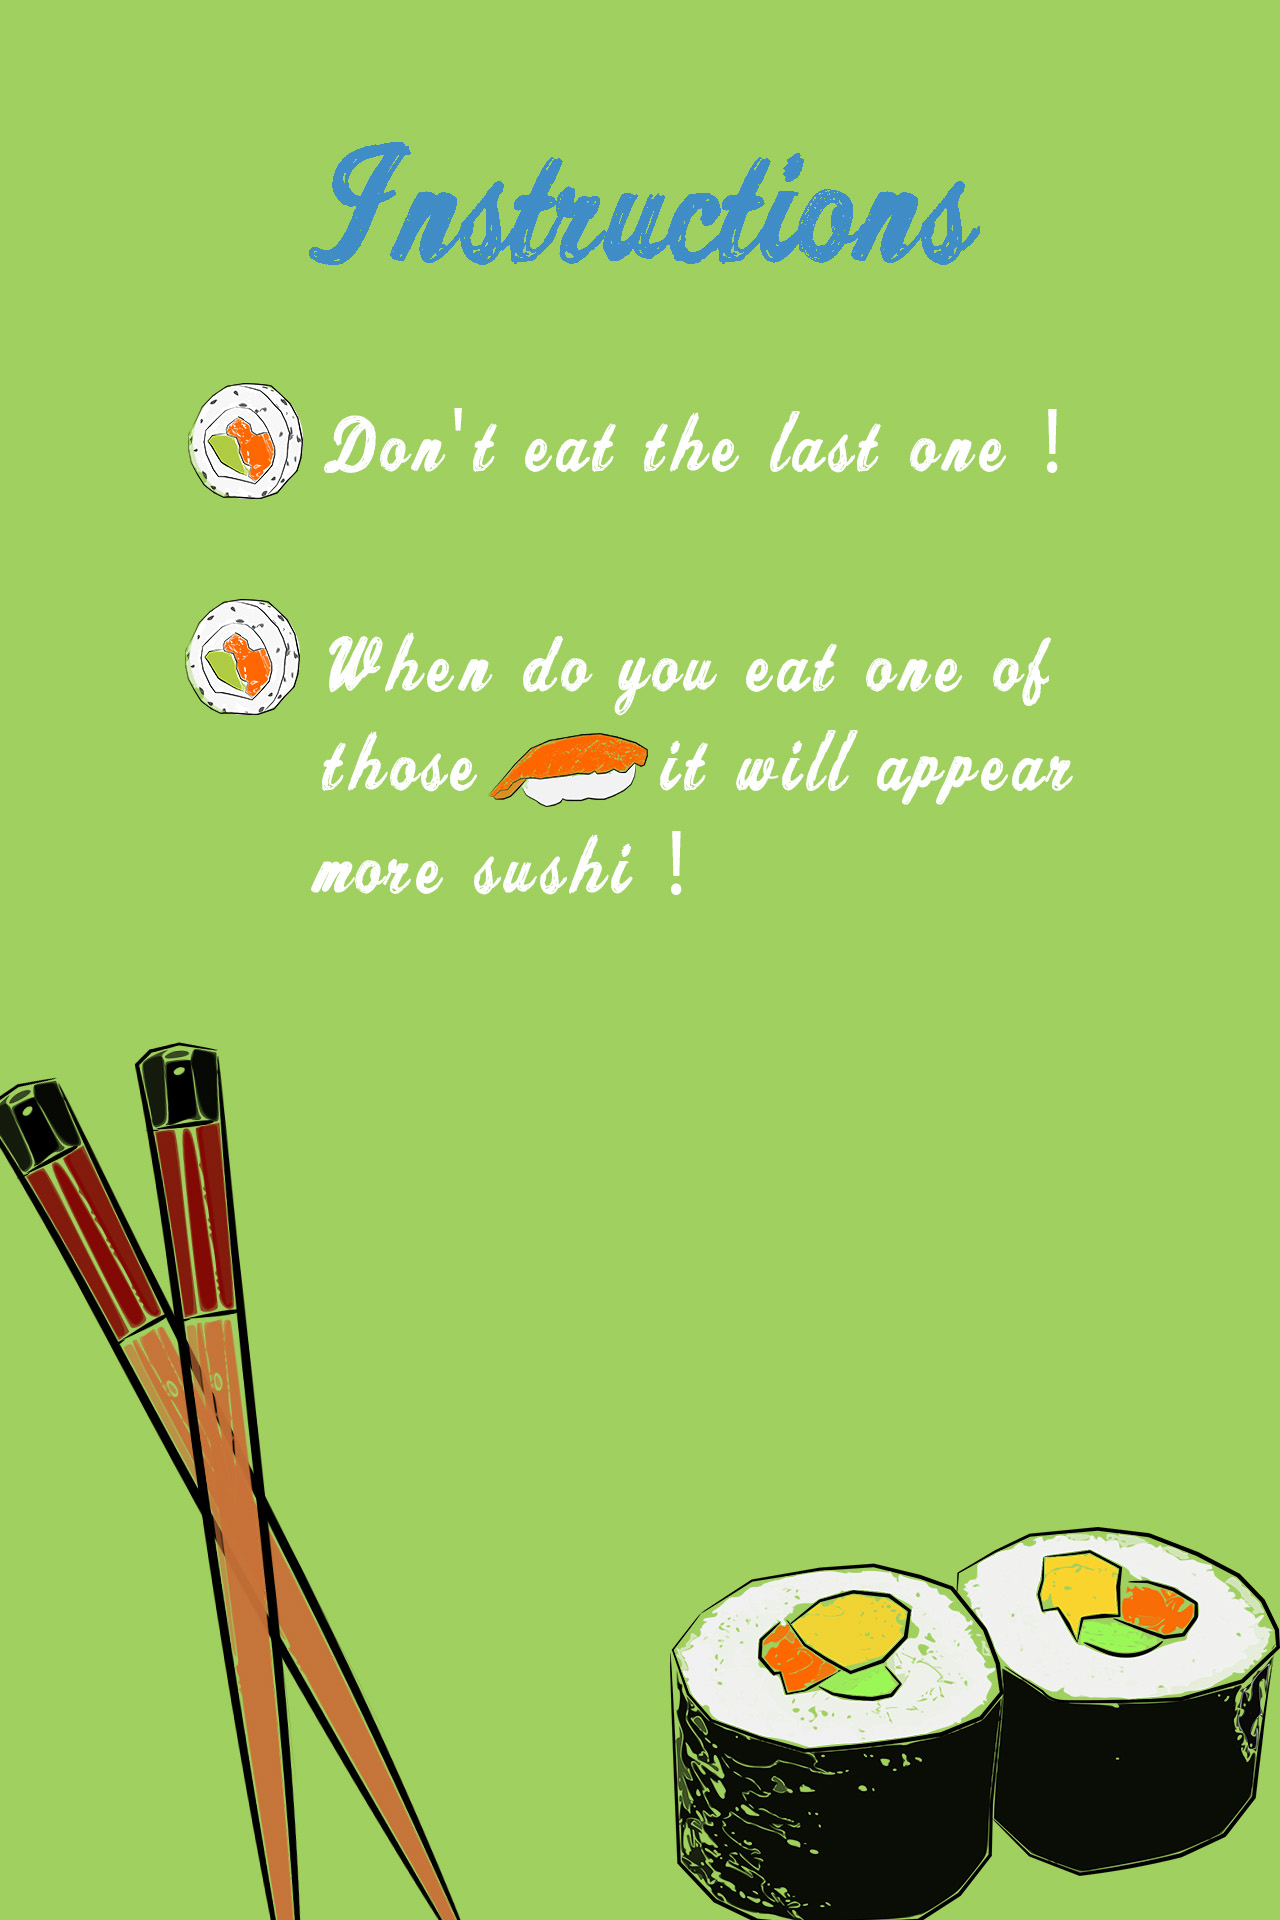 Instructions
Don't eat the last one !
When do you eat one of
those it will appear
more sushi !